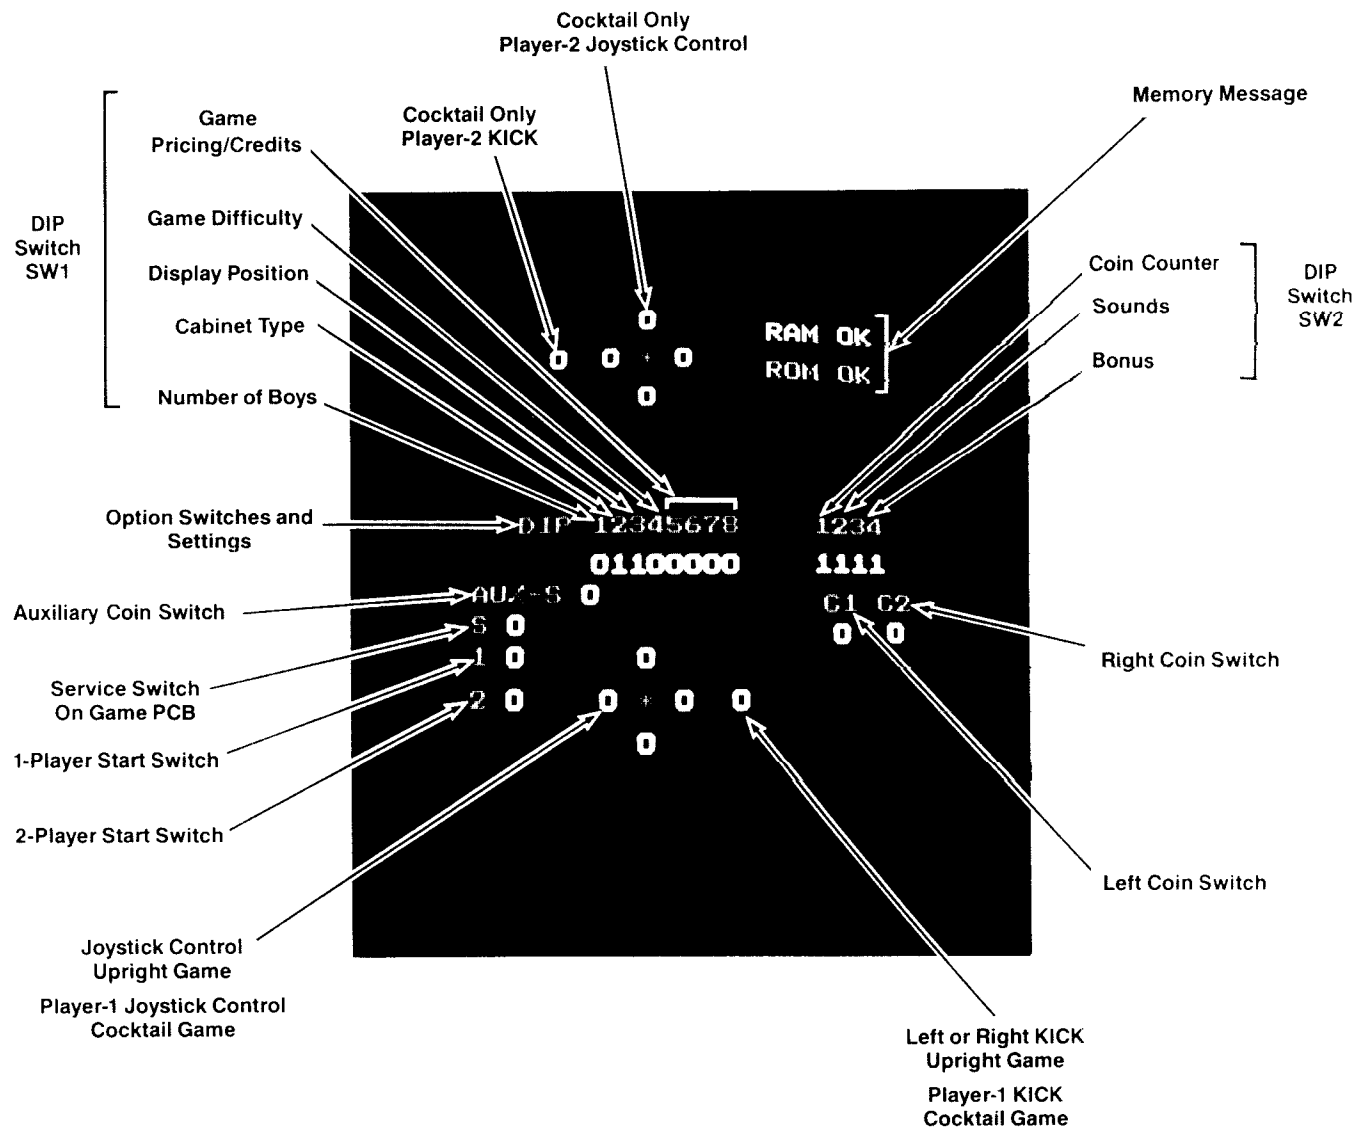 Cocktail Only
Player-2 Joystick Control
Memory Message
Cocktail Only
Player-2 KICK
Game
Pricing/Credits
DIP
Switch
SW1
Game Difficulty
Display Position
Cabinet Type
Number of Boys
Coin Counter
Sounds
Bonus
DIP
Switch
SW2
0
0 0 + 0
0
RAM OK
ROM OK
Option Switches and
Settings
DIP 12345678 1234
01100000 1111
Auxiliary Coin Switch
AUX-S 0
S 0
1 0
2 0
C1 C2
0 0
0
0 * 0 0
0
Service Switch
On Game PCB
1-Player Start Switch
2-Player Start Switch
Right Coin Switch
Left Coin Switch
Joystick Control
Upright Game
Player-1 Joystick Control
Cocktail Game
Left or Right KICK
Upright Game
Player-1 KICK
Cocktail Game